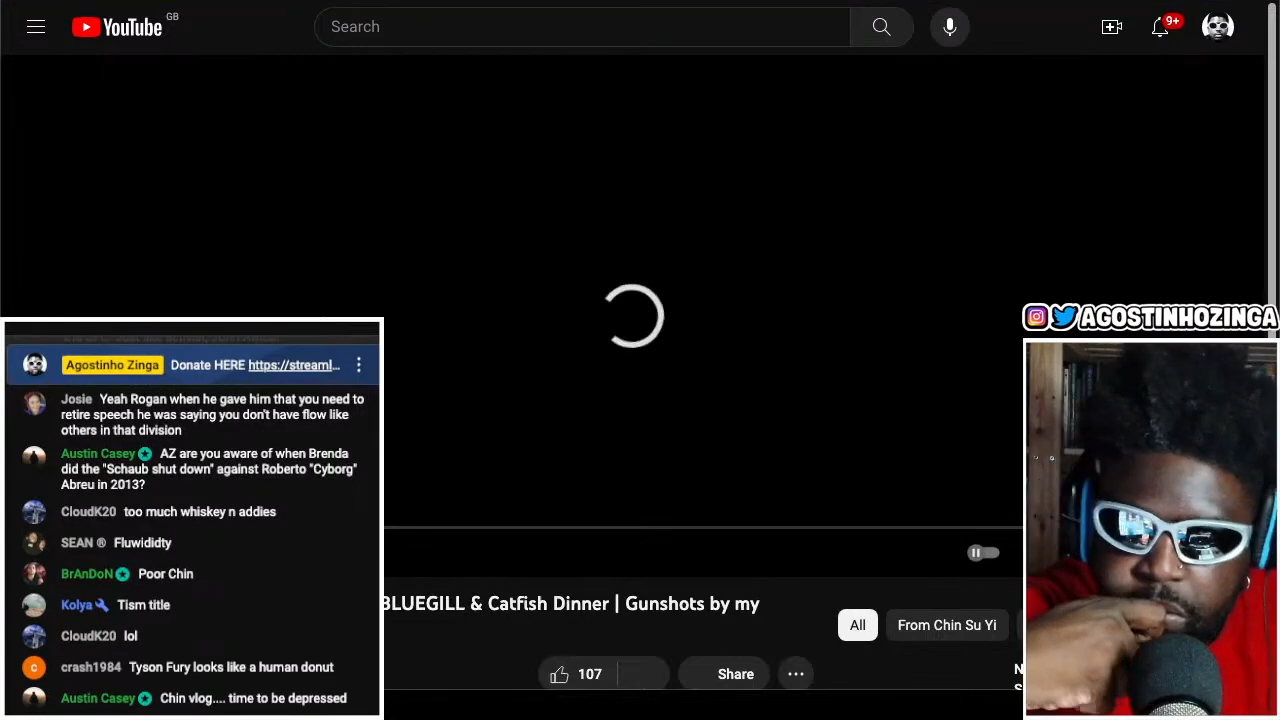 YouTube GB
Search
9+
Agostinho Zinga Donate HERE https://streaml...
Josie Yeah Rogan when he gave him that you need to
retire speech he was saying you don't have flow like
others in that division
Austin Casey AZ are you aware of when Brenda
did the "Schaub shut down" against Roberto "Cyborg"
Abreu in 2013?
CloudK20 too much whiskey n addies
SEAN ® Fluwididty
BrAnDoN Poor Chin
Kolya Tism title
CloudK20 lol
c crash1984 Tyson Fury looks like a human donut
Austin Casey Chin vlog.... time to be depressed
BLUEGILL & Catfish Dinner | Gunshots by my
107
Share
All
From Chin Su Yi
AGOSTINHOZINGA